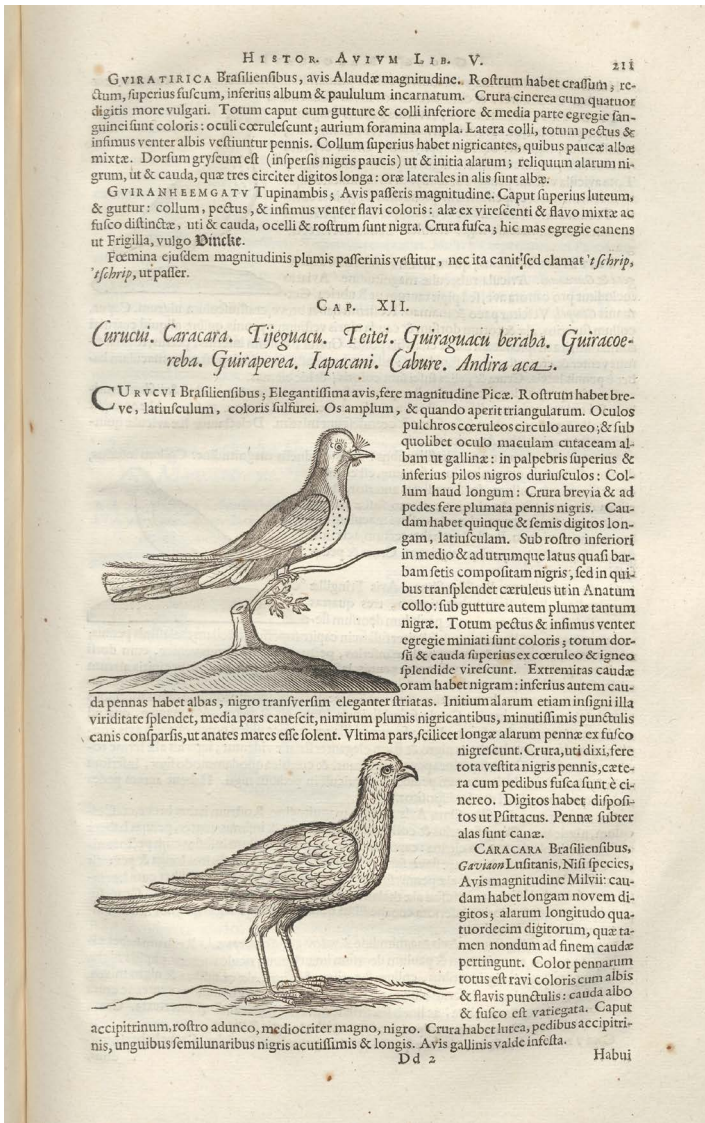 HISTOR. AVIVM LIB. V. 211
GVIRATIRICA Brasiliensibus, avis Alaudæ magnitudine. Rostrum habet crassum, re-
ctum, superius fuscum, inferius album & paululum incarnatum. Crura cinerea cum quatuor
digitis more vulgari. Totum caput cum gutture & colli inferiore & media parte egregie san-
guinei sunt coloris: oculi cœrulescunt; aurium foramina ampla. Latera colli, totum pectus &
infimus venter albis vestiuntur pennis. Collum superius habet nigricantes, quibus paucæ albæ
mixtæ. Dorsum gryseum est (inspersis nigris paucis) ut & initia alarum; reliquum alarum ni-
grum, ut & cauda, quæ tres circiter digitos longa: oræ laterales in alis sunt albæ.
GVIRANHEEMGATV Tupinambis; Avis passeris magnitudine. Caput superius luteum,
& guttur: collum, pectus, & infimus venter flavi coloris: alæ ex virescenti & flavo mixtæ ac
fusco distinctæ, uti & cauda, ocelli & rostrum sunt nigra. Crura fusca; hic mas egregie canens
ut Frigilla, vulgo Vincke.
Fœmina ejusdem magnitudinis plumis passerinis vestitur, nec ita canit sed clamat 'tschrip,
'tschrip, ut passer.
CAP. XII.
Curucui. Caracara. Tijeguacu. Teitei. Guiraguacu beraba. Guiracoe-
reba. Guiraperea. Iapacani. Cabure. Andira aca.
CURVCVI Brasiliensibus; Elegantissima avis, fere magnitudine Picæ. Rostrum habet bre-
ve, latiusculum, coloris sulfurei. Os amplum, & quando aperit triangulatum. Oculos
pulchros cœruleos circulo aureo; & sub
quolibet oculo maculam cutaceam al-
bam ut gallinæ: in palpebris superius &
inferius pilos nigros duriusculos: Col-
lum haud longum: Crura brevia & ad
pedes fere plumata pennis nigris. Cau-
dam habet quinque & semis digitos lon-
gam, latiusculam. Sub rostro inferiori
in medio & ad utrumque latus quasi bar-
bam setis compositam nigris, sed in qui-
bus transplendet cæruleus ut in Anatum
collo: sub gutture autem plumæ tantum
nigræ. Totum pectus & infimus venter
egregie miniati sunt coloris; totum dor-
sũ & cauda superius ex cœruleo & igneo
splendide virescunt. Extremitas caudæ
oram habet nigram: inferius autem cau-
da pennas habet albas, nigro transversim eleganter striatas. Initium alarum etiam insigni illa
viriditate splendet, media pars canescit, nimirum plumis nigricantibus, minutissimis punctulis
canis consparsis, ut anates mares esse solent. Vltima pars, scilicet longæ alarum pennæ ex fusco
nigrescunt. Crura, uti dixi, fere
tota vestita nigris pennis, cæte-
ra cum pedibus fusca sunt è ci-
nereo. Digitos habet disposi-
tos ut Psittacus. Pennæ subter
alas sunt canæ.
CARACARA Brasiliensibus,
Gaviaon Lusitanis, Nisi species,
Avis magnitudine Milvii: cau-
dam habet longam novem di-
gitos; alarum longitudo qua-
tuordecim digitorum, quæ ta-
men nondum ad finem caudæ
pertingunt. Color pennarum
totus est ravi coloris cum albis
& flavis punctulis: cauda albo
& fusco est variegata. Caput
accipitrinum, rostro adunco, mediocriter magno, nigro. Crura habet lutea, pedibus accipitri-
nis, unguibus semilunaribus nigris acutissimis & longis. Avis gallinis valde infesta.
Dd 2 Habui